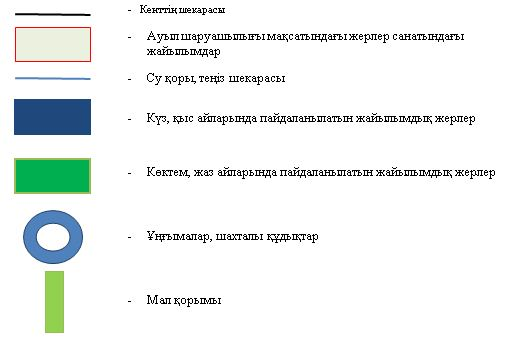 - Кенттің шекарасы
- Ауыл шаруашылығы мақсатындағы жерлер санатындағы
жайылымдар
- Су қоры, теңіз шекарасы
- Күз, қыс айларында пайдаланылатын жайылымдық жерлер
- Көктем, жаз айларында пайдаланылатын жайылымдық жерлер
- Ұңғымалар, шахталы құдықтар
- Мал қорымы